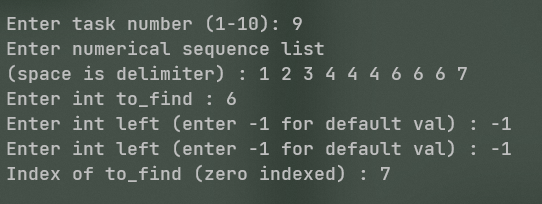 Enter task number (1-10): 9
Enter numerical sequence list
(space is delimiter) : 1 2 3 4 4 4 6 6 6 7
Enter int to_find : 6
Enter int left (enter -1 for default val) : -1
Enter int left (enter -1 for default val) : -1
Index of to_find (zero indexed) : 7